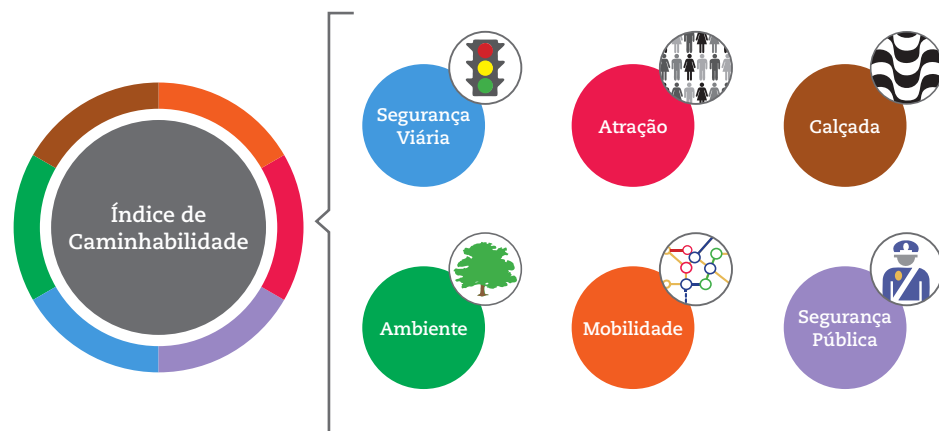 Índice de
Caminhabilidade
Segurança
Viária
Atração
Calçada
Ambiente
Mobilidade
Segurança
Pública